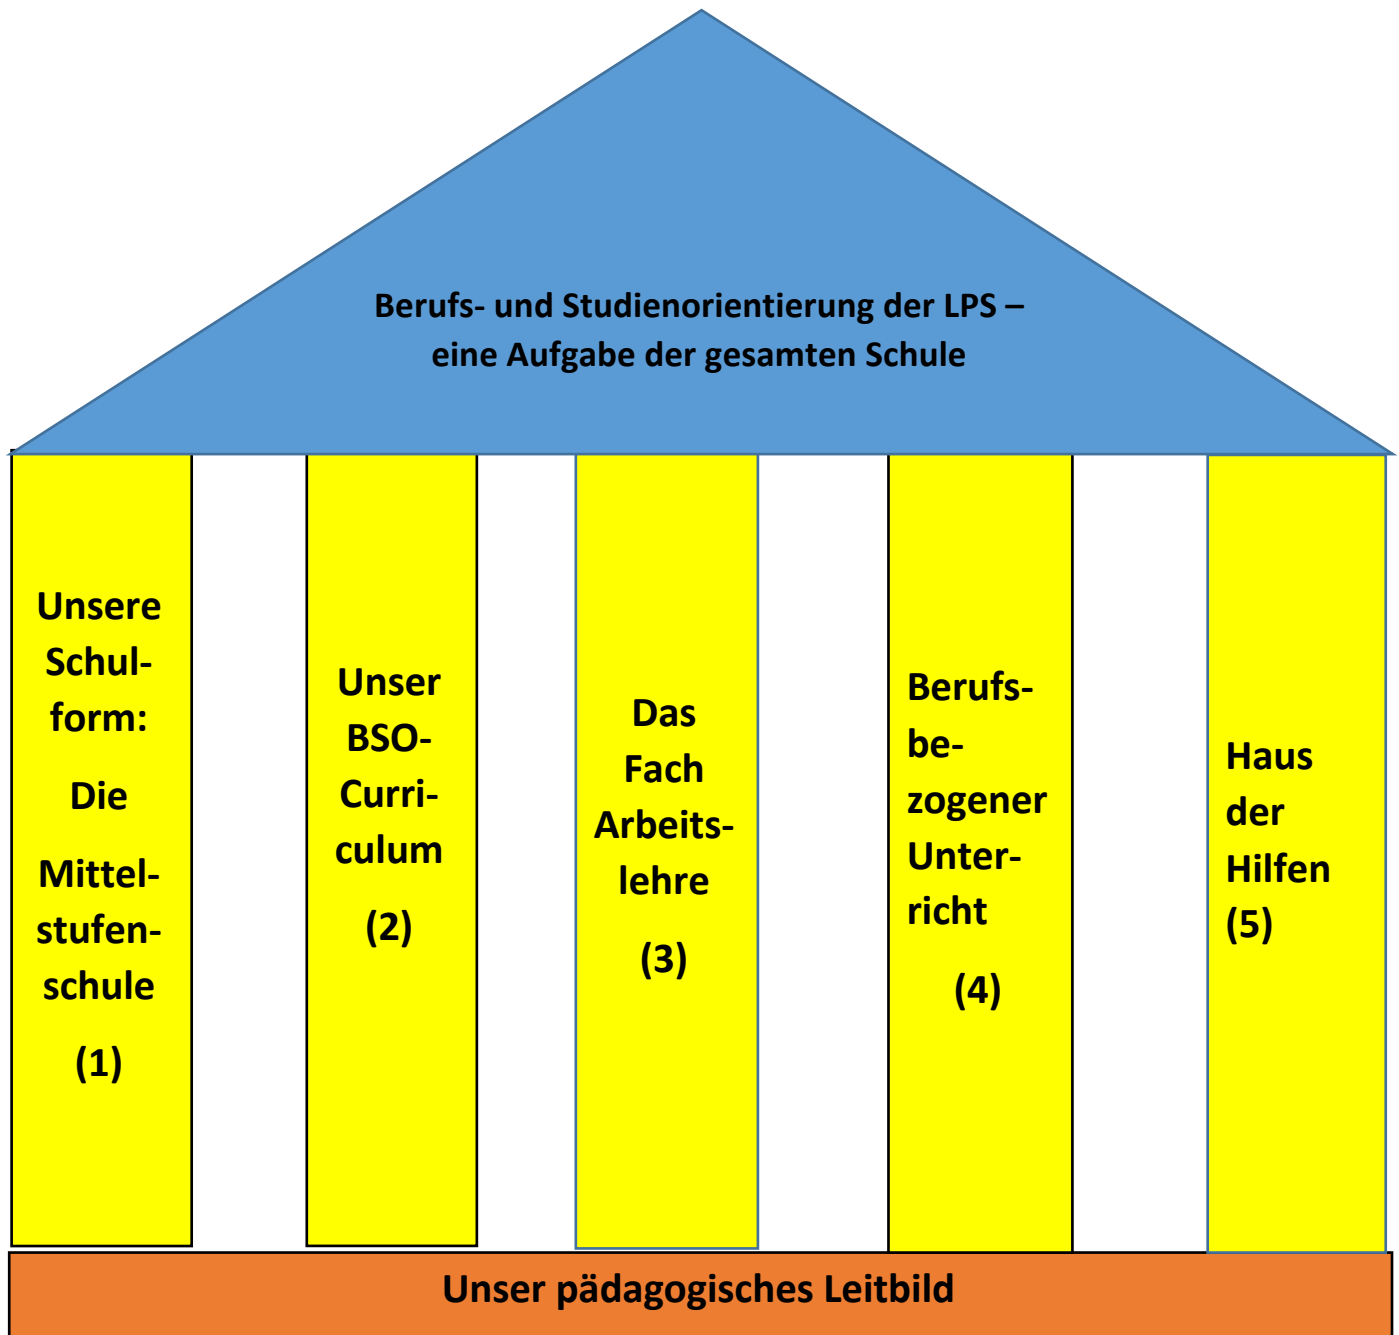 Berufs- und Studienorientierung der LPS –
eine Aufgabe der gesamten Schule
Unsere
Schul-
form:
Die
Mittel-
stufen-
schule
(1)
Unser
BSO-
Curri-
culum
(2)
Das
Fach
Arbeits-
lehre
(3)
Berufs-
be-
zogener
Unter-
richt
(4)
Haus
der
Hilfen
(5)
Unser pädagogisches Leitbild